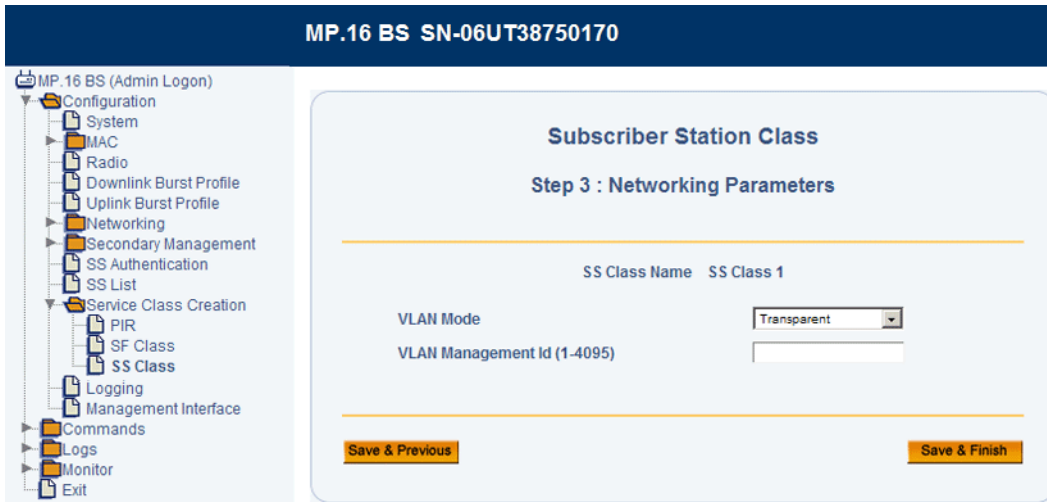 MP.16 BS SN-06UT38750170
MP.16 BS (Admin Logon)
Configuration
System
MAC
Radio
Downlink Burst Profile
Uplink Burst Profile
Networking
Secondary Management
SS Authentication
SS List
Service Class Creation
PIR
SF Class
SS Class
Logging
Management Interface
Commands
Logs
Monitor
Exit
Subscriber Station Class
Step 3 : Networking Parameters
SS Class Name SS Class 1
VLAN Mode Transparent
VLAN Management Id (1-4095)
Save & Previous Save & Finish